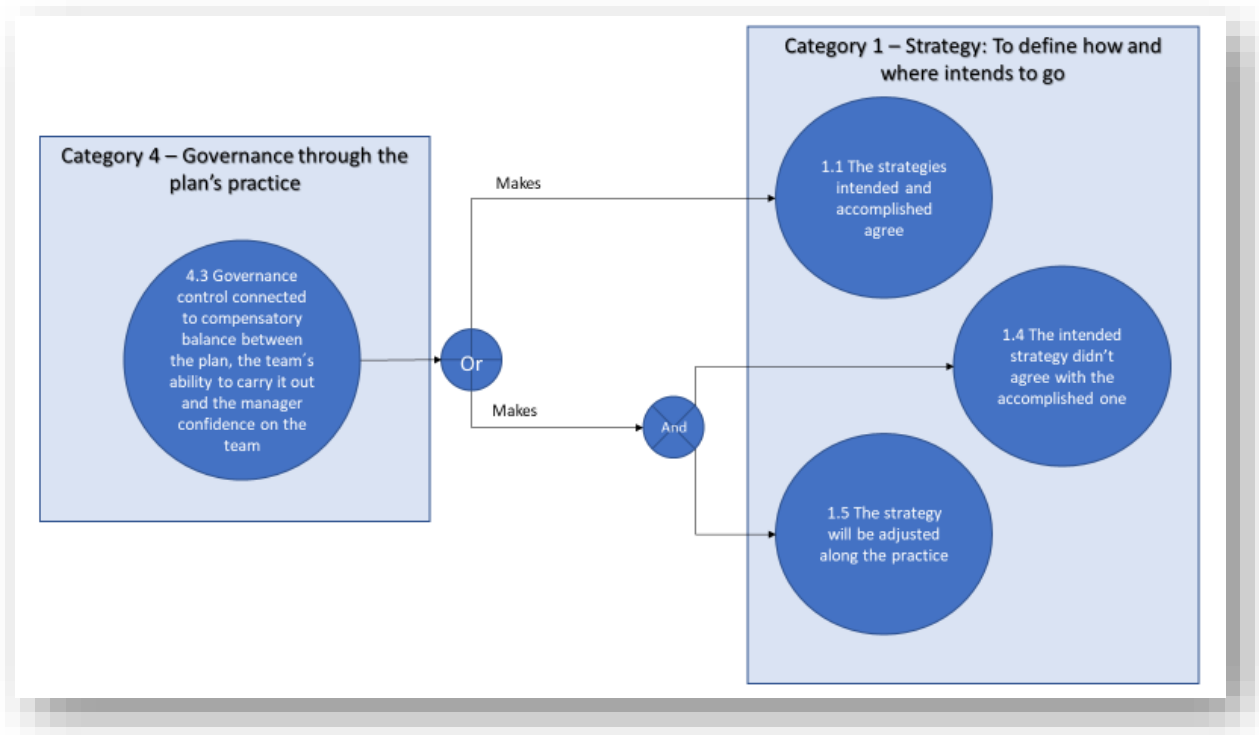 Category 4 – Governance through the
plan's practice
4.3 Governance
control connected
to compensatory
balance between
the plan, the team´s
ability to carry it out
and the manager
confidence on the
team
Or
Makes
Makes
And
Category 1 – Strategy: To define how and
where intends to go
1.1 The strategies
intended and
accomplished
agree
1.4 The intended
strategy didn't
agree with the
accomplished one
1.5 The strategy
will be adjusted
along the practice